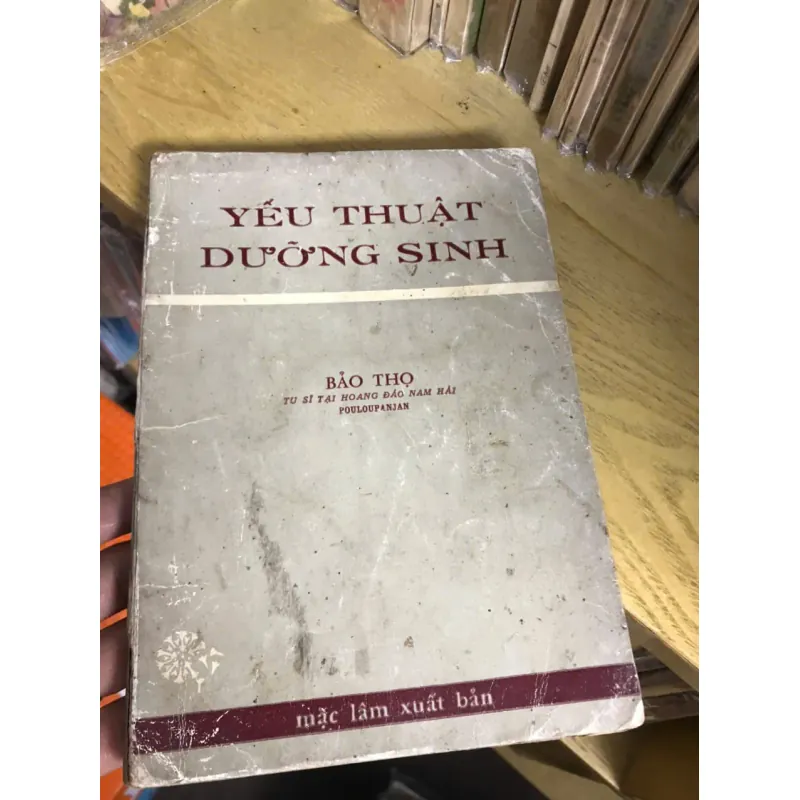 YẾU THUẬT
DƯỠNG SINH
BẢO THỌ
TU SĨ TẠI HOANG ĐẢO NAM HẢI
POULOUPANJAN
mặc lâm xuất bản